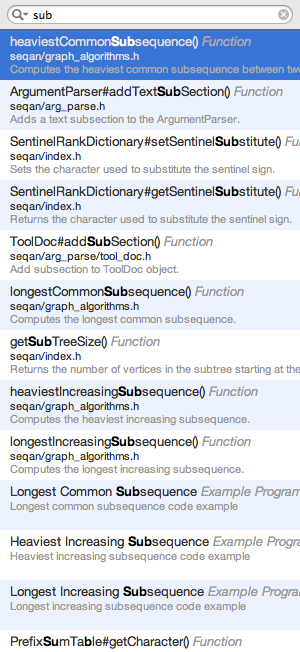 sub
heaviestCommonSubsequence() Function
seqan/graph_algorithms.h
Computes the heaviest common subsequence between
ArgumentParser#addTextSubSection() Function
seqan/arg_parse.h
Adds a text subsection to the ArgumentParser.
SentinelRankDictionary#setSentinelSubstitute() Function
seqan/index.h
Sets the character used to substitute the sentinel sign.
SentinelRankDictionary#getSentinelSubstitute() Function
seqan/index.h
Returns the character used to substitute the sentinel sign.
ToolDoc#addSubSection() Function
seqan/arg_parse/tool_doc.h
Add subsection to ToolDoc object.
longestCommonSubsequence() Function
seqan/graph_algorithms.h
Computes the longest common subsequence.
getSubTreeSize() Function
seqan/index.h
Returns the number of vertices in the subtree starting at the
heaviestIncreasingSubsequence() Function
seqan/graph_algorithms.h
Computes the heaviest increasing subsequence.
longestIncreasingSubsequence() Function
seqan/graph_algorithms.h
Computes the longest increasing subsequence.
Longest Common Subsequence Example Program
Longest common subsequence code example
Heaviest Increasing Subsequence Example Progra
Heaviest increasing subsequence code example
Longest Increasing Subsequence Example Program
Longest increasing subsequence code example
PrefixSumTable#getCharacter() Function